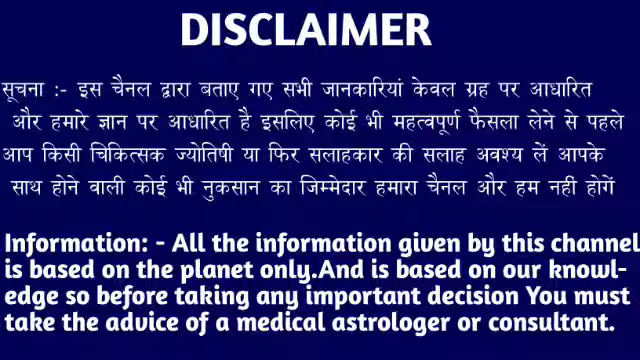 DISCLAIMER
सूचना :- इस चैनल द्वारा बताए गए सभी जानकारियां केवल ग्रह पर आधारित
और हमारे ज्ञान पर आधारित है इसलिए कोई भी महत्वपूर्ण फैसला लेने से पहले
आप किसी चिकित्सक ज्योतिषी या फिर सलाहकार की सलाह अवश्य लें आपके
साथ होने वाली कोई भी नुकसान का जिम्मेदार हमारा चैनल और हम नहीं होगें
Information: - All the information given by this channel
is based on the planet only.And is based on our knowl-
edge so before taking any important decision You must
take the advice of a medical astrologer or consultant.